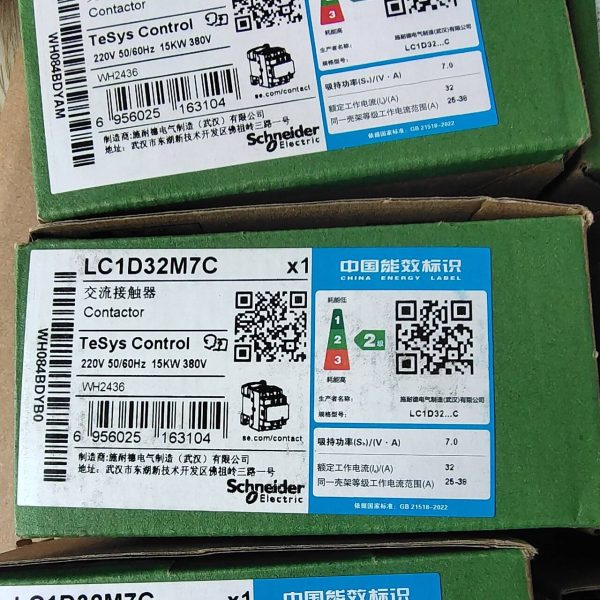 交流接触器
Contactor
TeSys Control
220V 50/60Hz 15KW 380V
WH2436
6 956025 163104
se.com/contact
制造商:施耐德电气制造(武汉)有限公司
地址:武汉市东湖新技术开发区佛祖岭三路一号
Schneider
Electric
WH084BDYAM
3
耗能高
生产者名称:
施耐德电气制造(武汉)有限公司
规格型号:
LC1D32...C
吸持功率(Sₕ)/(V·A)
7.0
额定工作电流(Iₑ)(A)
32
同一壳架等级工作电流范围(A)
25-38
依据国家标准:GB 21518-2022
LC1D32M7C x1
交流接触器
Contactor
TeSys Control
220V 50/60Hz 15KW 380V
WH2436
6 956025 163104
se.com/contact
制造商:施耐德电气制造(武汉)有限公司
地址:武汉市东湖新技术开发区佛祖岭三路一号
Schneider
Electric
WH084BDYB0
中国能效标识
CHINA ENERGY LABEL
耗能低
1
2
3
2级
耗能高
生产者名称:
施耐德电气制造(武汉)有限公司
规格型号:
LC1D32...C
吸持功率(Sₕ)/(V·A)
7.0
额定工作电流(Iₑ)(A)
32
同一壳架等级工作电流范围(A)
25-38
依据国家标准:GB 21518-2022
LC1D32M7C x1
中国能效标识